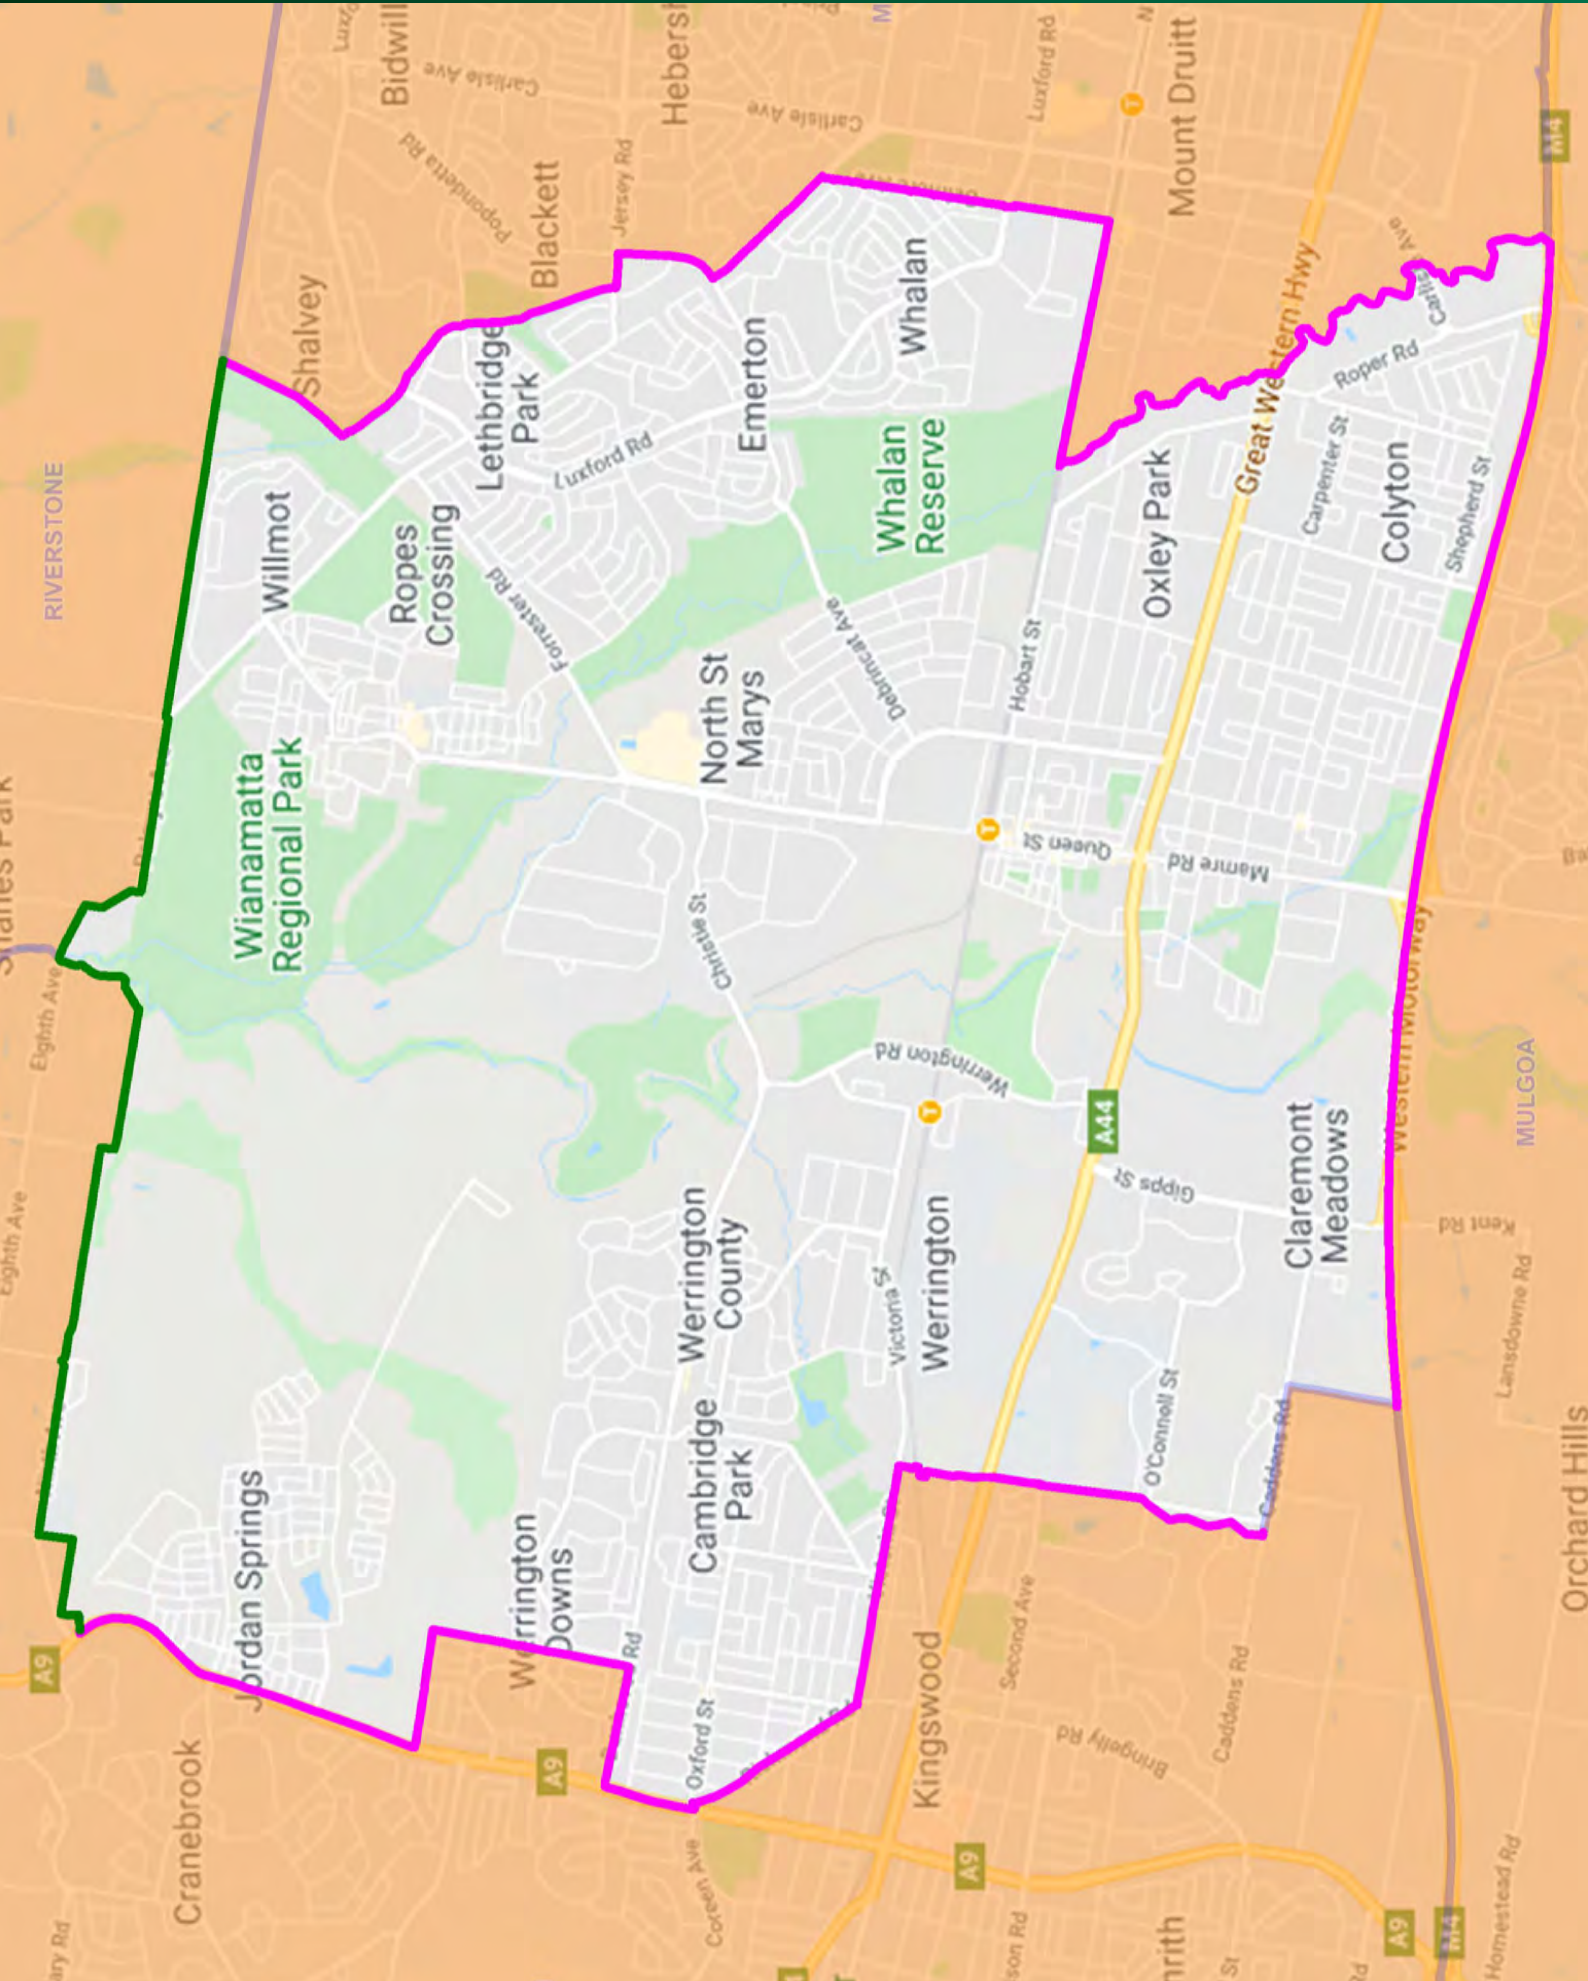 Bidwill
Carlisle Ave
Carlisle Ave
Luxford Rd
Mount Druitt
M4
Popondetta Rd
Jersey Rd
Blackett
Shalvey
Whalan
Lethbridge
Park
Emerton
Luxford Rd
Whalan
Reserve
Great Western Hwy
Roper Rd
Ave
Carpenter St
Colyton
Shepherd St
Oxley Park
RIVERSTONE
Willmot
Ropes
Crossing
Forrester Rd
Debrincat Ave
Hobart St
North St
Marys
Wianamatta
Regional Park
T
T
T
Queen St
Mamre Rd
Christie St
Eighth Ave
Eighth Ave
Werrington Rd
A44
Western Motorway
MULGOA
Gipps St
Claremont
Meadows
Kent Rd
Lansdowne Rd
Werrington
County
Victoria St
Werrington
O'Connell St
Caddens Rd
Cambridge
Park
Jordan Springs
Werrington
Downs
Rd
Oxford St
A9
A9
A9
A9
M4
Cranebrook
Kingswood
Second Ave
Bringelly Rd
Caddens Rd
Orchard Hills
Coreen Ave
Homestead Rd